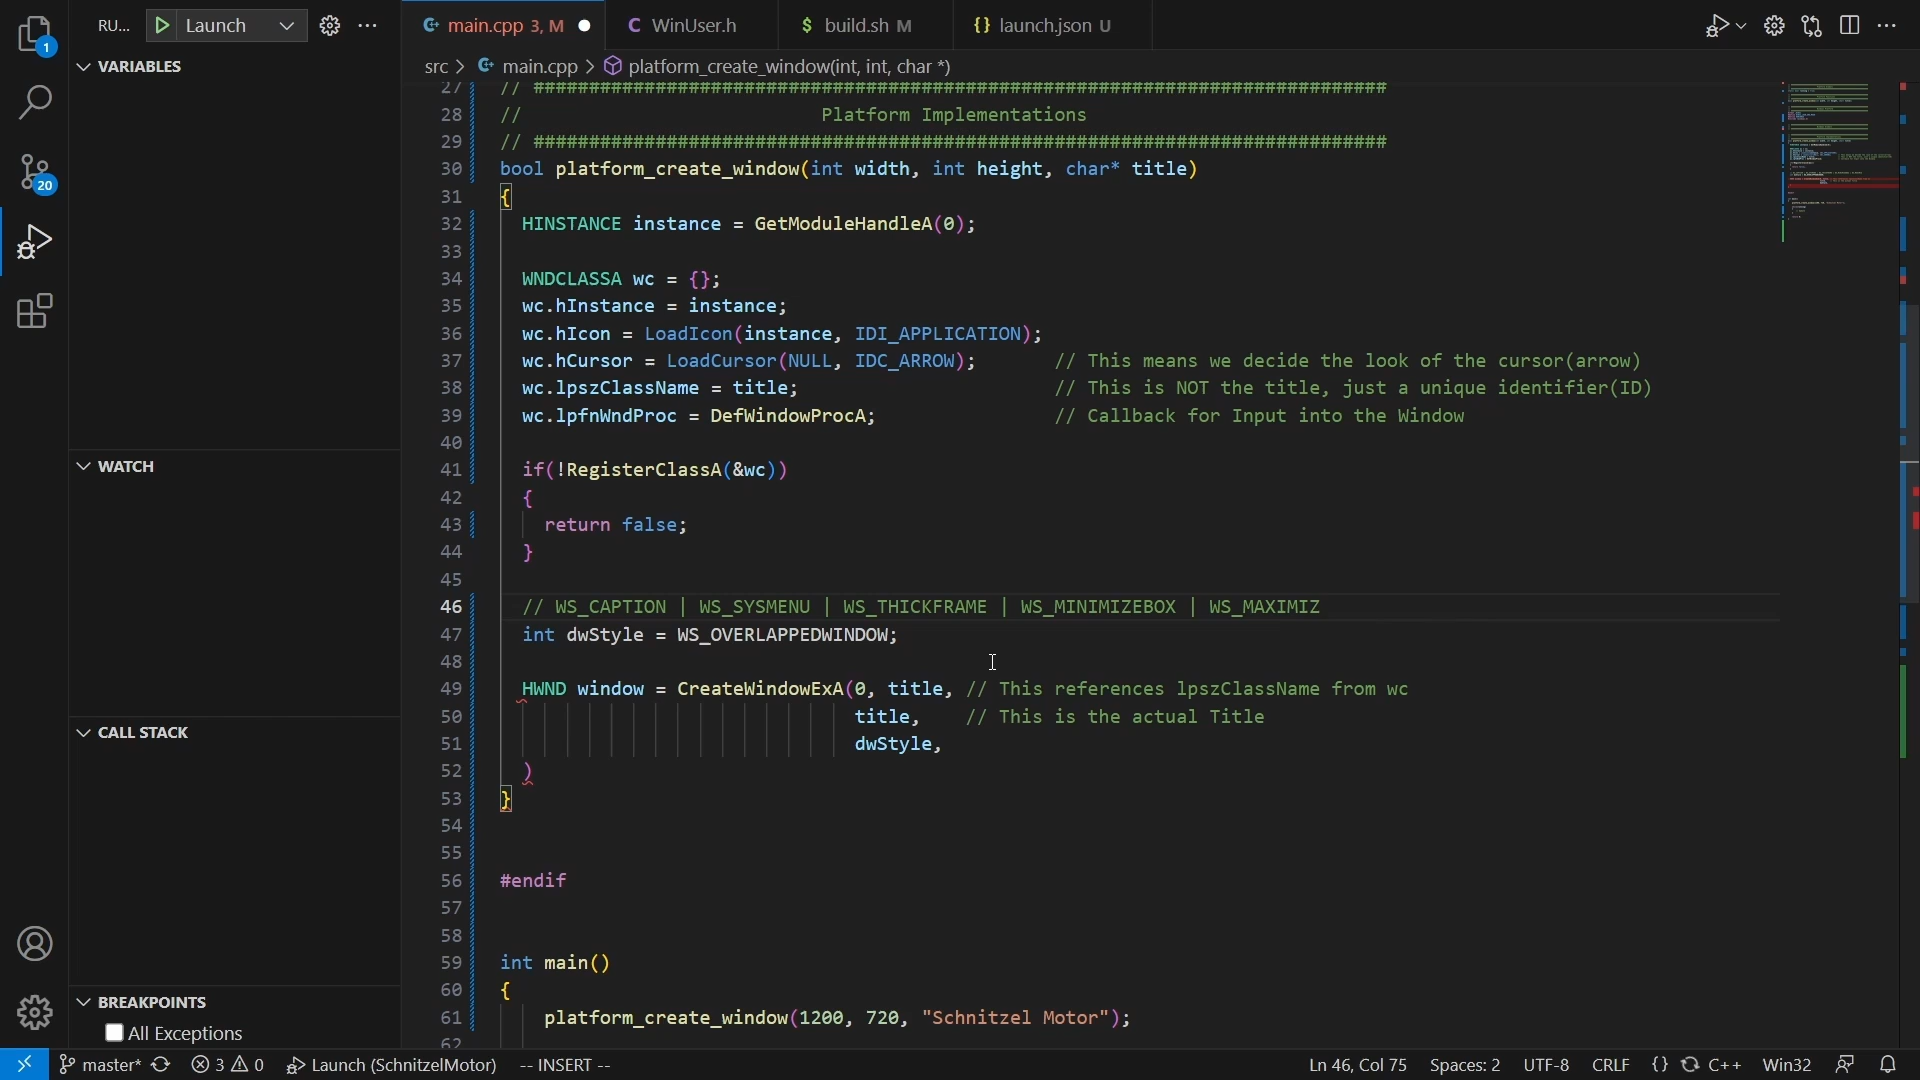 RU... Launch
main.cpp 3, M
WinUser.h
build.sh M
launch.json U
1
20
VARIABLES
WATCH
CALL STACK
BREAKPOINTS
All Exceptions
src > main.cpp > platform_create_window(int, int, char *)
27 // #############################################################################
28 // Platform Implementations
29 // #############################################################################
30 bool platform_create_window(int width, int height, char* title)
31 {
32 HINSTANCE instance = GetModuleHandleA(0);
33
34 WNDCLASSA wc = {};
35 wc.hInstance = instance;
36 wc.hIcon = LoadIcon(instance, IDI_APPLICATION);
37 wc.hCursor = LoadCursor(NULL, IDC_ARROW); // This means we decide the look of the cursor(arrow)
38 wc.lpszClassName = title; // This is NOT the title, just a unique identifier(ID)
39 wc.lpfnWndProc = DefWindowProcA; // Callback for Input into the Window
40
41 if(!RegisterClassA(&wc))
42 {
43 return false;
44 }
45
46 // WS_CAPTION | WS_SYSMENU | WS_THICKFRAME | WS_MINIMIZEBOX | WS_MAXIMIZ
47 int dwStyle = WS_OVERLAPPEDWINDOW;
48
49 HWND window = CreateWindowExA(0, title, // This references lpszClassName from wc
50 title, // This is the actual Title
51 dwStyle,
52 )
53 }
54
55
56 #endif
57
58
59 int main()
60 {
61 platform_create_window(1200, 720, "Schnitzel Motor");
62
master* 3 0 Launch (SchnitzelMotor) -- INSERT -- Ln 46, Col 75 Spaces: 2 UTF-8 CRLF {} C++ Win32